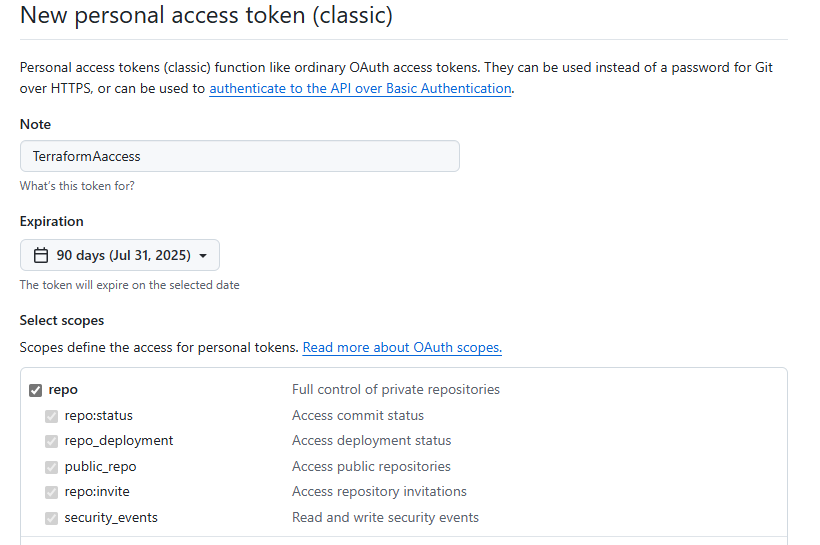 New personal access token (classic)
Personal access tokens (classic) function like ordinary OAuth access tokens. They can be used instead of a password for Git
over HTTPS, or can be used to authenticate to the API over Basic Authentication.
Note
TerraformAaccess
What's this token for?
Expiration
90 days (Jul 31, 2025)
The token will expire on the selected date
Select scopes
Scopes define the access for personal tokens. Read more about OAuth scopes.
repo Full control of private repositories
repo:status Access commit status
repo_deployment Access deployment status
public_repo Access public repositories
repo:invite Access repository invitations
security_events Read and write security events